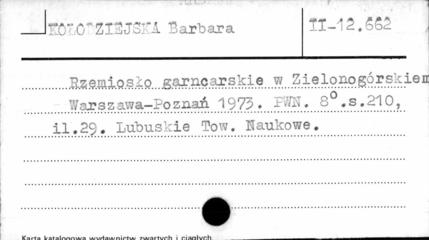 KOŁODZIEJSKA Barbara
II-12.662
Rzemiosło garncarskie w Zielonogórskiem
Warszawa-Poznań 1973. PWN. 8°.s.210,
il.29. Lubuskie Tow. Naukowe.
Karta katalogowa wydawnictw zwartych i ciągłych